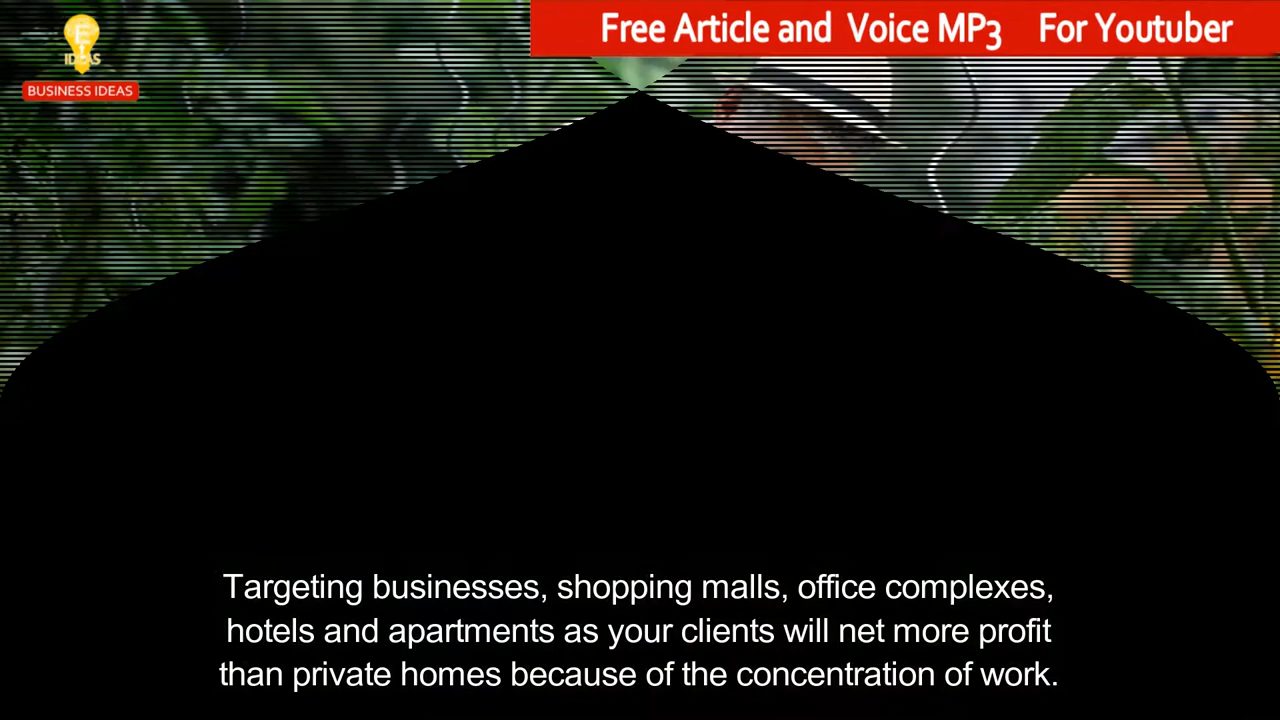 Free Article and Voice MP3 For Youtuber
E
IDEAS
BUSINESS IDEAS
Targeting businesses, shopping malls, office complexes,
hotels and apartments as your clients will net more profit
than private homes because of the concentration of work.